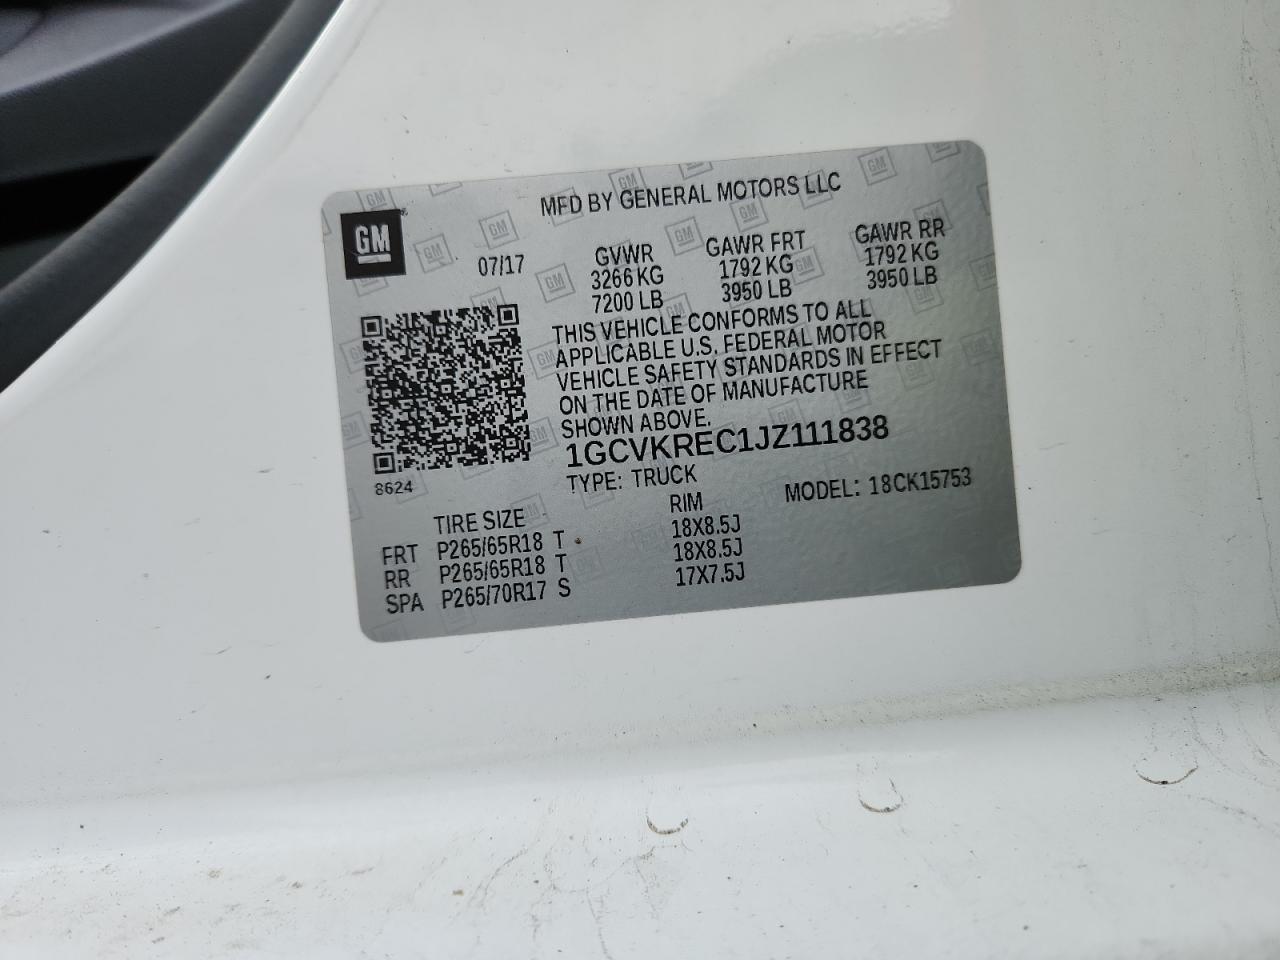 MFD BY GENERAL MOTORS LLC
GM
07/17
GVWR GAWR FRT GAWR RR
3266 KG 1792 KG 1792 KG
7200 LB 3950 LB 3950 LB
THIS VEHICLE CONFORMS TO ALL
APPLICABLE U.S. FEDERAL MOTOR
VEHICLE SAFETY STANDARDS IN EFFECT
ON THE DATE OF MANUFACTURE
SHOWN ABOVE.
1GCVKREC1JZ111838
8624
TYPE: TRUCK MODEL: 18CK15753
TIRE SIZE RIM
FRT P265/65R18 T 18X8.5J
RR P265/65R18 T 18X8.5J
SPA P265/70R17 S 17X7.5J